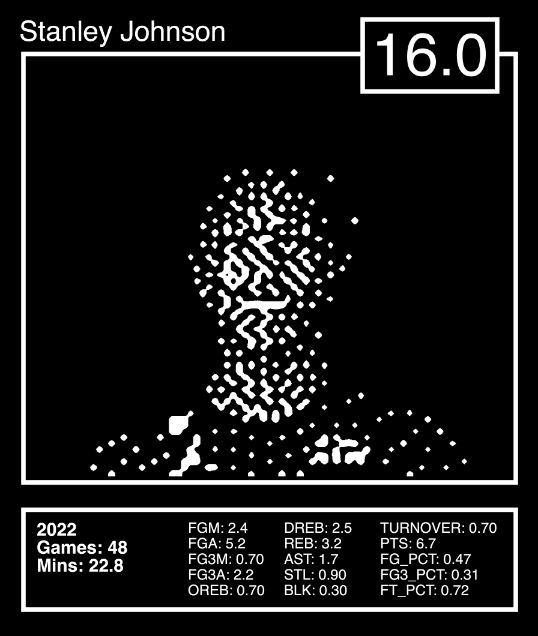 Stanley Johnson
16.0
2022
Games: 48
Mins: 22.8
FGM: 2.4
FGA: 5.2
FG3M: 0.70
FG3A: 2.2
OREB: 0.70
DREB: 2.5
REB: 3.2
AST: 1.7
STL: 0.90
BLK: 0.30
TURNOVER: 0.70
PTS: 6.7
FG_PCT: 0.47
FG3_PCT: 0.31
FT_PCT: 0.72